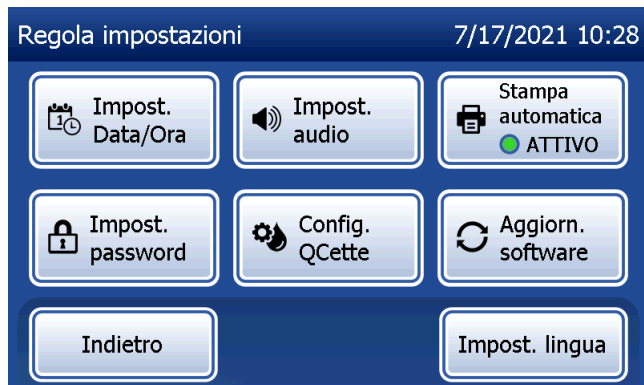 Regola impostazioni 7/17/2021 10:28
Impost.
Data/Ora
Impost.
audio
Stampa
automatica
ATTIVO
Impost.
password
Config.
QCette
Aggiorn.
software
Indietro
Impost. lingua